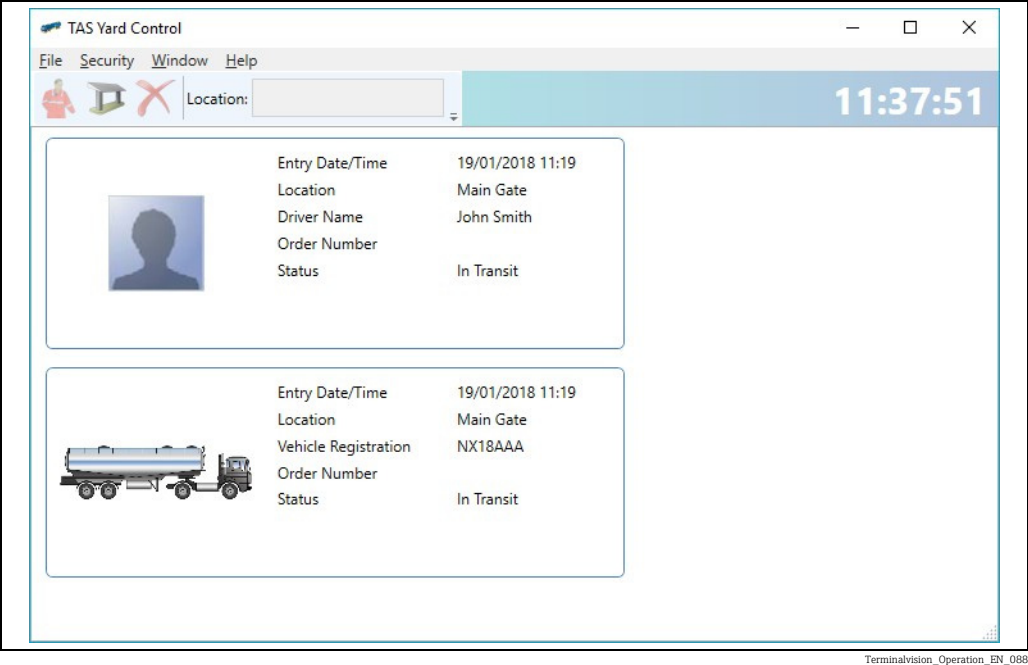 TAS Yard Control
File Security Window Help
Location:
11:37:51
Entry Date/Time 19/01/2018 11:19
Location Main Gate
Driver Name John Smith
Order Number
Status In Transit
Entry Date/Time 19/01/2018 11:19
Location Main Gate
Vehicle Registration NX18AAA
Order Number
Status In Transit
Terminalvision_Operation_EN_088